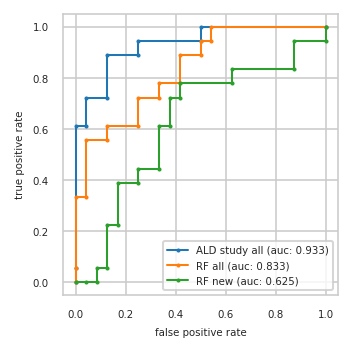 1.0
0.8
0.6
0.4
0.2
0.0
true positive rate
ALD study all (auc: 0.933)
RF all (auc: 0.833)
RF new (auc: 0.625)
0.0 0.2 0.4 0.6 0.8 1.0
false positive rate